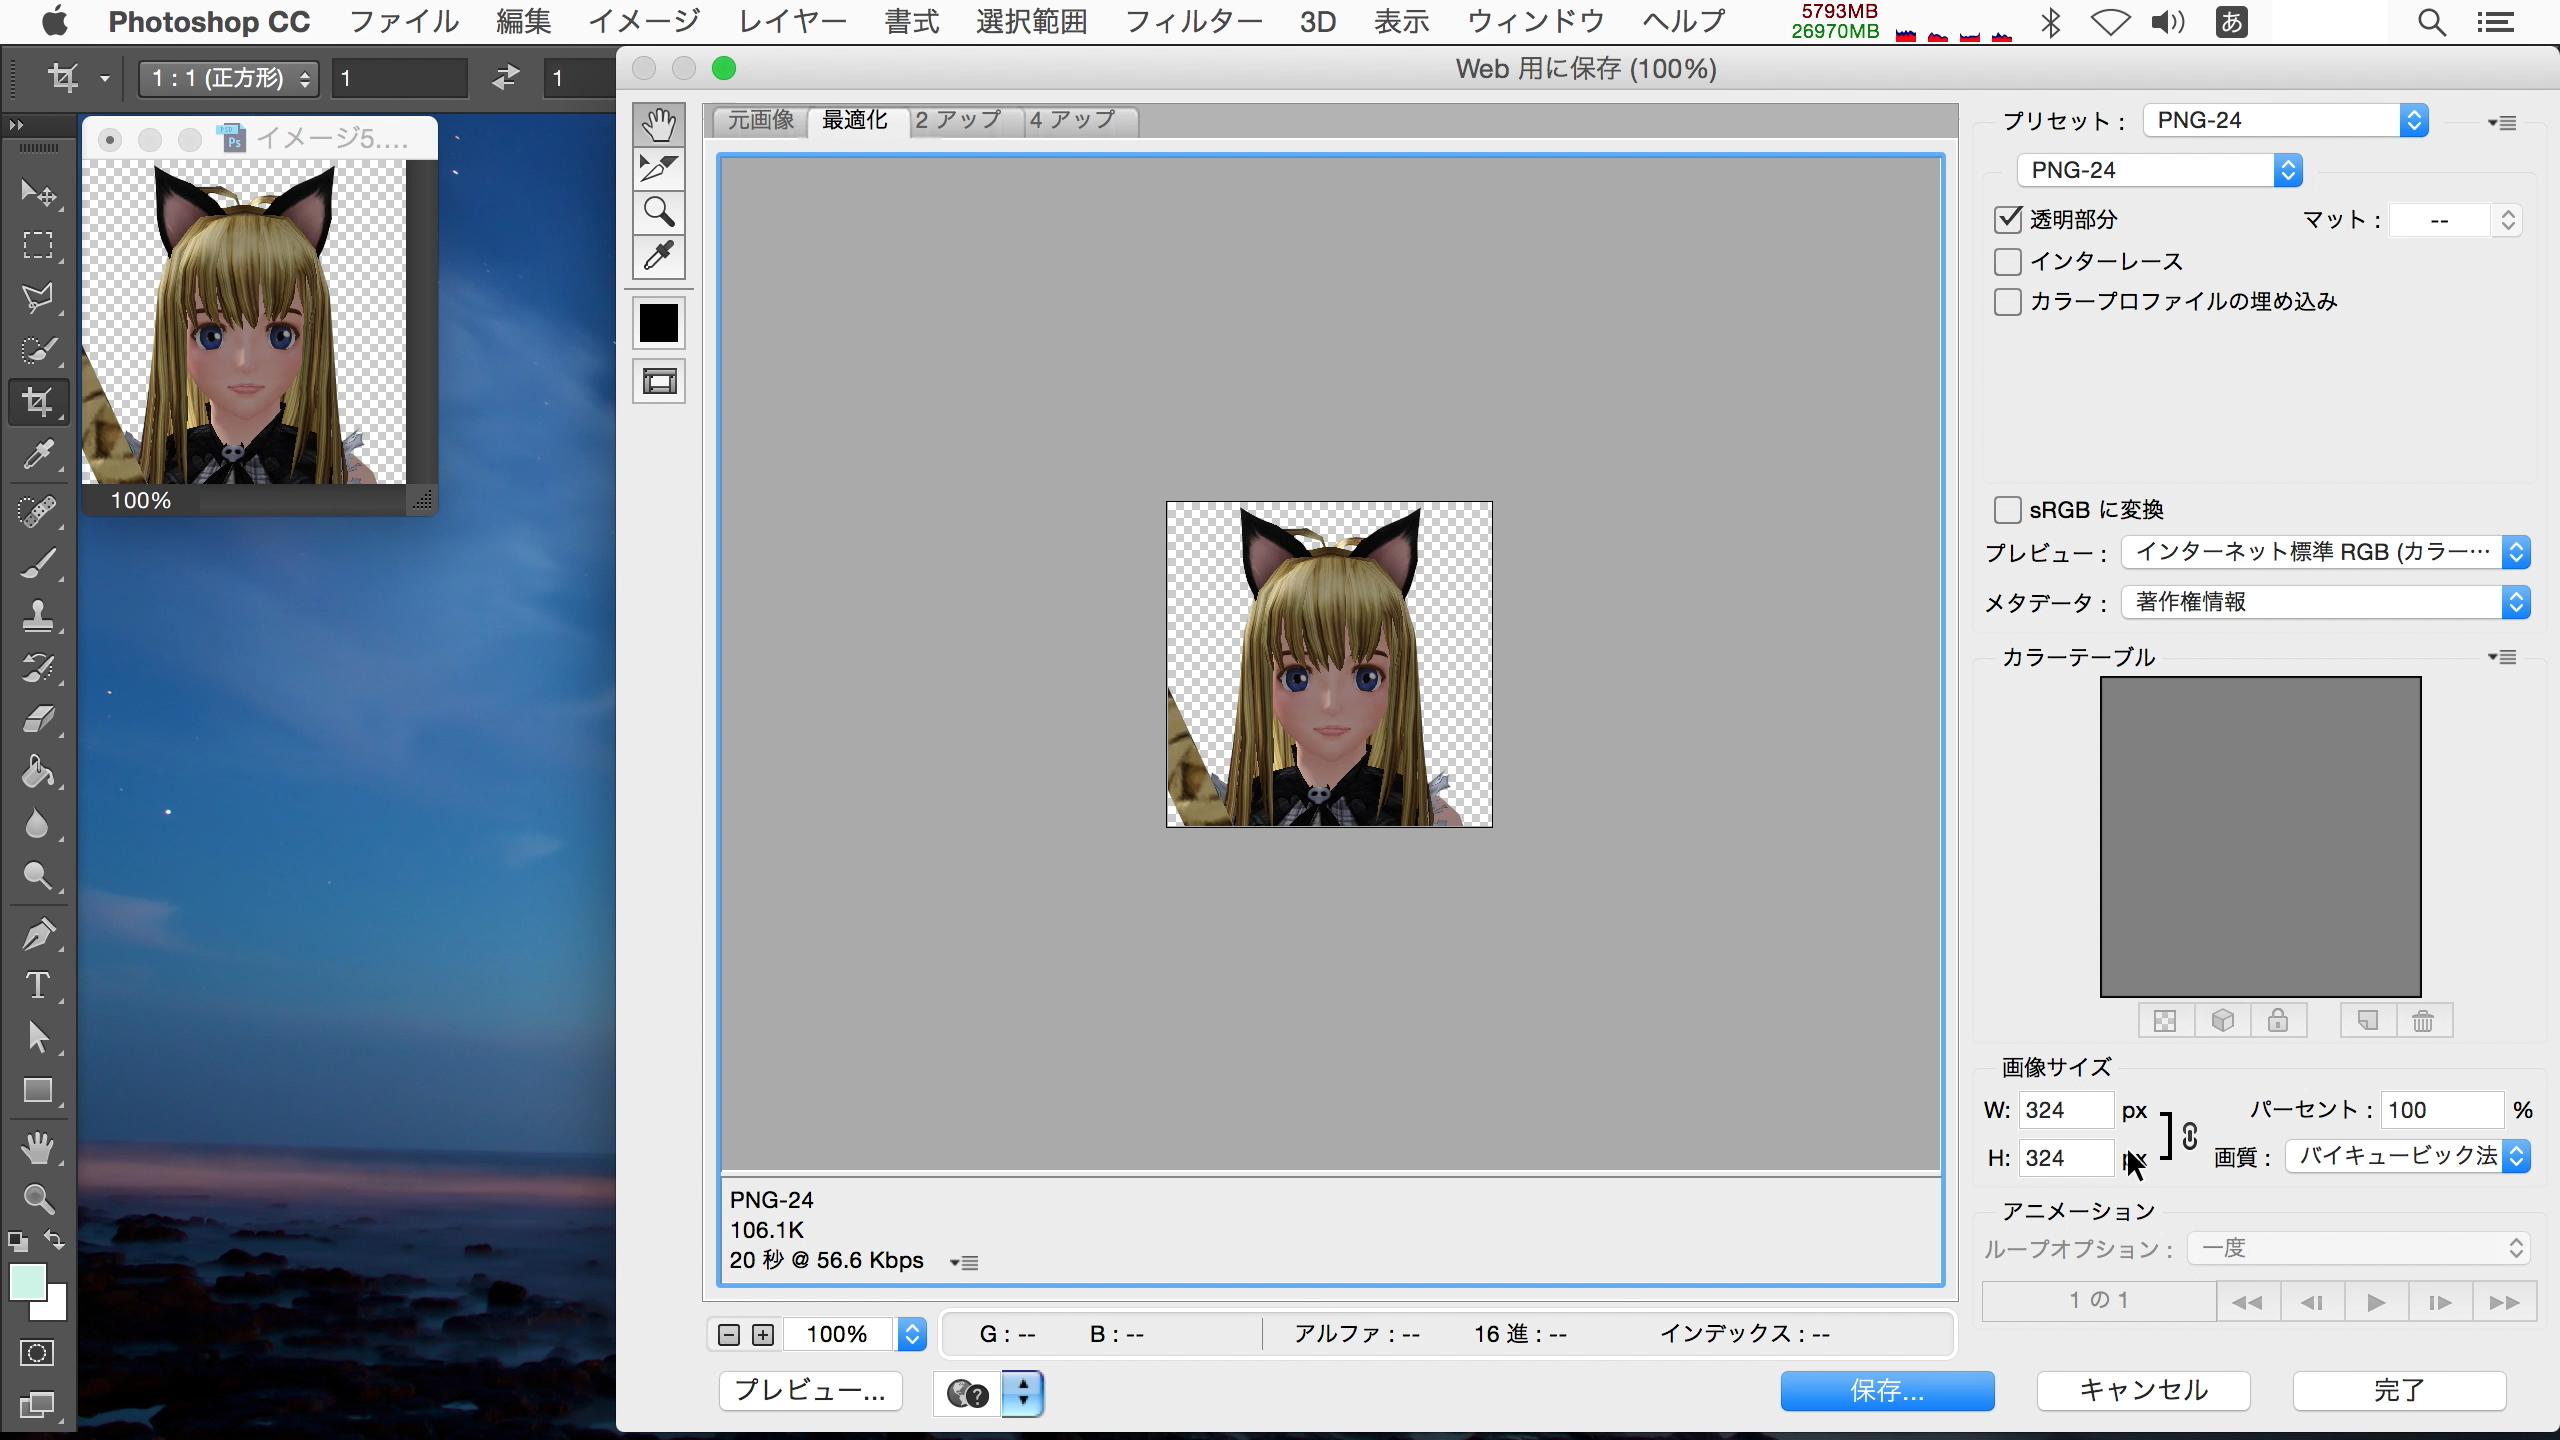 Photoshop CC ファイル 編集 イメージ レイヤー 書式 選択範囲 フィルター 3D 表示 ウィンドウ ヘルプ
5793MB
26970MB
あ
1 : 1 (正方形) 1 1
Web 用に保存 (100%)
イメージ5....
100%
元画像 最適化 2 アップ 4 アップ
プリセット : PNG-24
PNG-24
透明部分 マット : --
インターレース
カラープロファイルの埋め込み
sRGB に変換
プレビュー : インターネット標準 RGB (カラー…
メタデータ : 著作権情報
カラーテーブル
画像サイズ
W: 324 px パーセント : 100 %
H: 324 px 画質 : バイキュービック法
アニメーション
ループオプション : 一度
1 の 1
PNG-24
106.1K
20 秒 @ 56.6 Kbps
100% G : -- B : -- アルファ : -- 16 進 : -- インデックス : --
プレビュー... 保存... キャンセル 完了